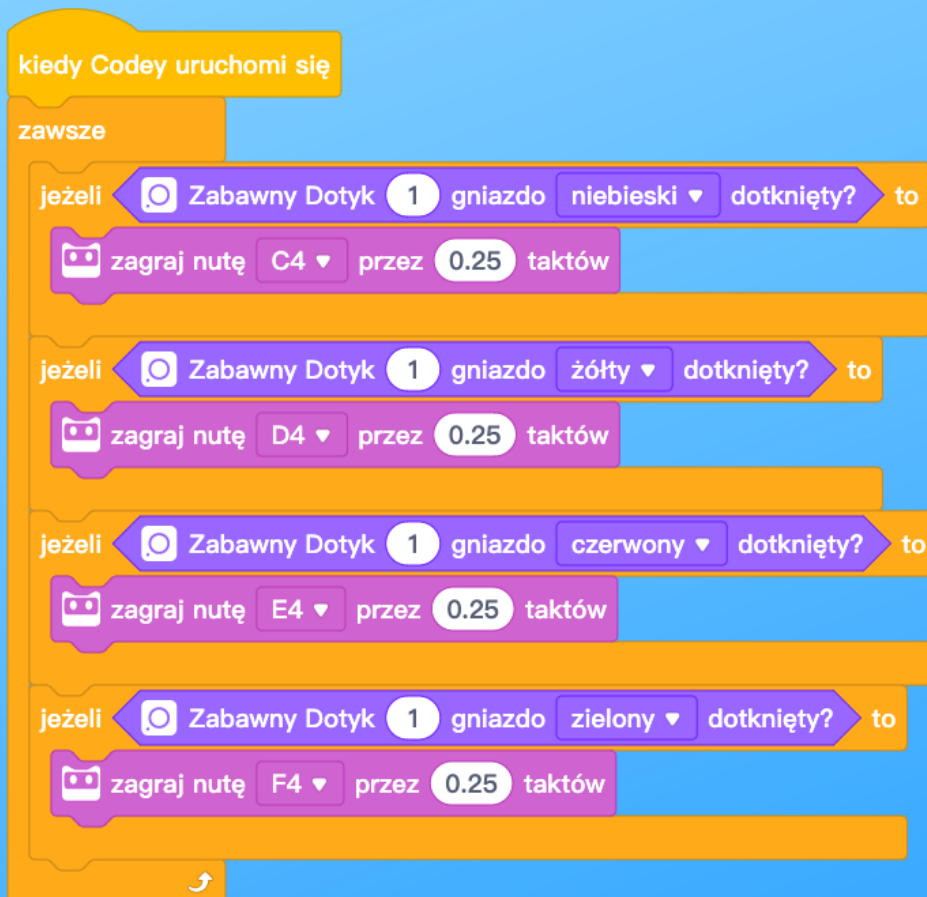 kiedy Codey uruchomi się
zawsze
jeżeli Zabawny Dotyk 1 gniazdo niebieski dotknięty? to
zagraj nutę C4 przez 0.25 taktów
jeżeli Zabawny Dotyk 1 gniazdo żółty dotknięty? to
zagraj nutę D4 przez 0.25 taktów
jeżeli Zabawny Dotyk 1 gniazdo czerwony dotknięty? to
zagraj nutę E4 przez 0.25 taktów
jeżeli Zabawny Dotyk 1 gniazdo zielony dotknięty? to
zagraj nutę F4 przez 0.25 taktów